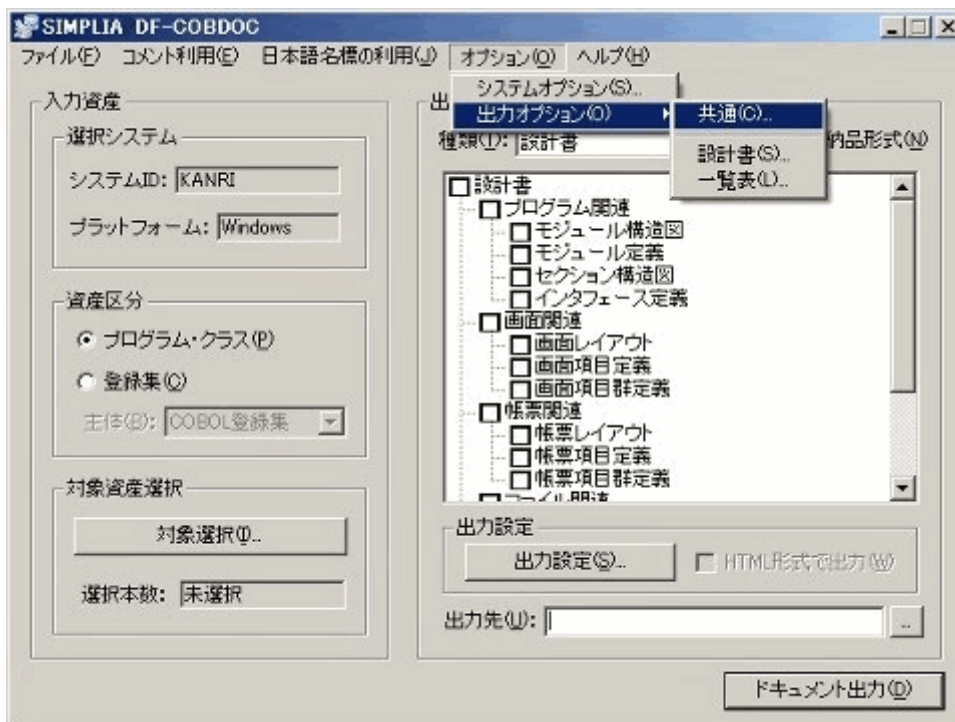 SIMPLIA DF-COBDOC
ファイル(F) コメント利用(E) 日本語名標の利用(J) オプション(O) ヘルプ(H)
システムオプション(S)...
出力オプション(O)
共通(C)...
設計書(S)...
一覧表(L)...
入力資産
選択システム
システムID: KANRI
プラットフォーム: Windows
資産区分
プログラム・クラス(P)
登録集(C)
主体(B): COBOL登録集
対象資産選択
対象選択(I)..
選択本数: 未選択
出
種類(T): 設計書
納品形式(N)
設計書
プログラム関連
モジュール構造図
モジュール定義
セクション構造図
インタフェース定義
画面関連
画面レイアウト
画面項目定義
画面項目群定義
帳票関連
帳票レイアウト
帳票項目定義
帳票項目群定義
ファイル関連
出力設定
出力設定(S)...
HTML形式で出力(W)
出力先(U):
..
ドキュメント出力(D)